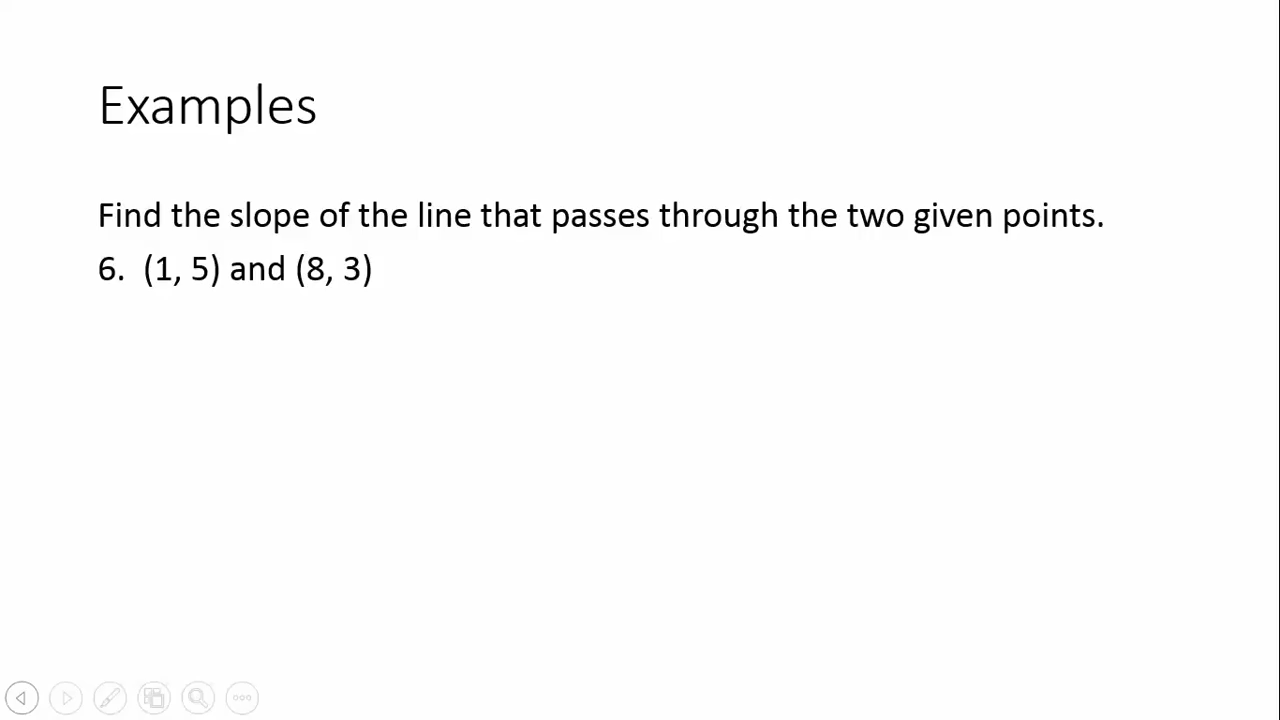 Examples
Find the slope of the line that passes through the two given points.
6. (1, 5) and (8, 3)